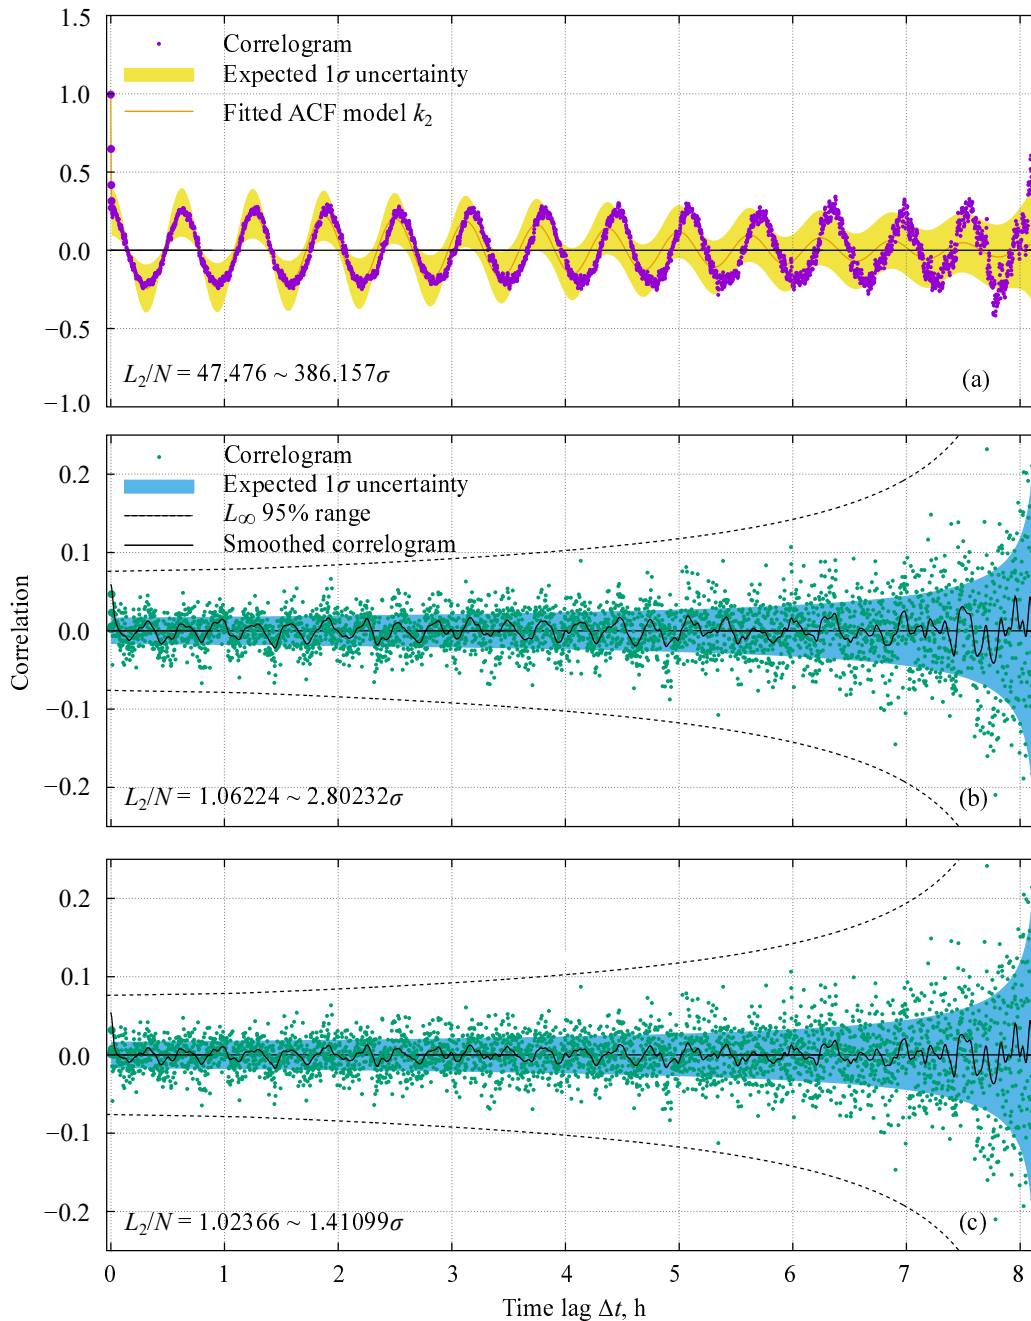 1.5
1.0
0.5
0.0
−0.5
−1.0
Correlogram
Expected 1σ uncertainty
Fitted ACF model k₂
L₂/N = 47.476 ~ 386.157σ
(a)
0.2
0.1
0.0
−0.1
−0.2
Correlogram
Expected 1σ uncertainty
L∞ 95% range
Smoothed correlogram
Correlation
L₂/N = 1.06224 ~ 2.80232σ
(b)
0.2
0.1
0.0
−0.1
−0.2
L₂/N = 1.02366 ~ 1.41099σ
(c)
0 1 2 3 4 5 6 7 8
Time lag Δt, h